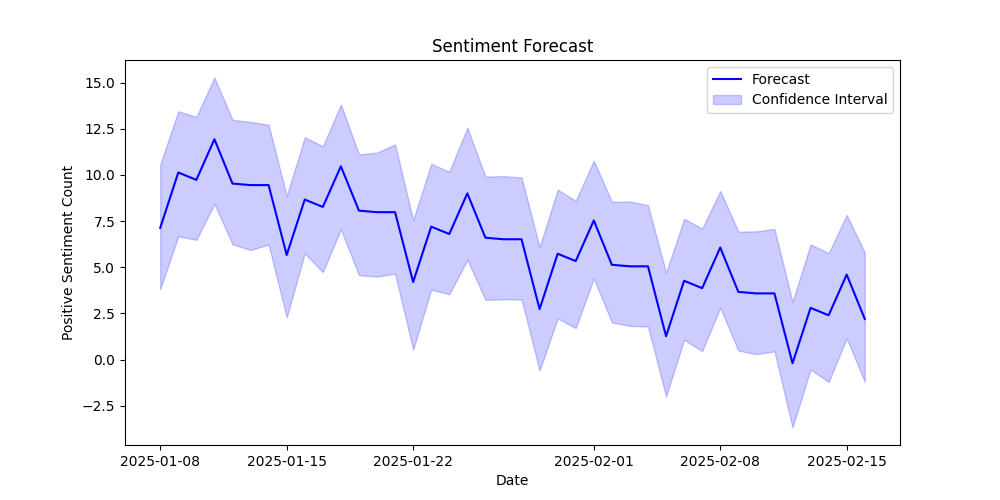 Sentiment Forecast
Forecast
Confidence Interval
15.0
12.5
10.0
7.5
5.0
2.5
0.0
−2.5
Positive Sentiment Count
2025-01-08
2025-01-15
2025-01-22
2025-02-01
2025-02-08
2025-02-15
Date